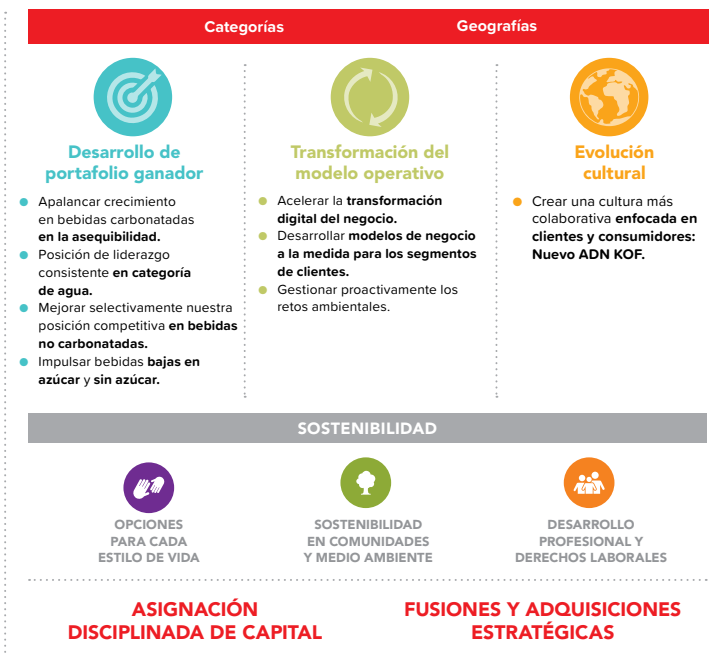 Categorías
Geografías
Desarrollo de
portafolio ganador
Apalancar crecimiento
en bebidas carbonatadas
en la asequibilidad.
Posición de liderazgo
consistente en categoría
de agua.
Mejorar selectivamente nuestra
posición competitiva en bebidas
no carbonatadas.
Impulsar bebidas bajas en
azúcar y sin azúcar.
Transformación del
modelo operativo
Acelerar la transformación
digital del negocio.
Desarrollar modelos de negocio
a la medida para los segmentos
de clientes.
Gestionar proactivamente los
retos ambientales.
Evolución
cultural
Crear una cultura más
colaborativa enfocada en
clientes y consumidores:
Nuevo ADN KOF.
SOSTENIBILIDAD
OPCIONES
PARA CADA
ESTILO DE VIDA
SOSTENIBILIDAD
EN COMUNIDADES
Y MEDIO AMBIENTE
DESARROLLO
PROFESIONAL Y
DERECHOS LABORALES
ASIGNACIÓN
DISCIPLINADA DE CAPITAL
FUSIONES Y ADQUISICIONES
ESTRATÉGICAS